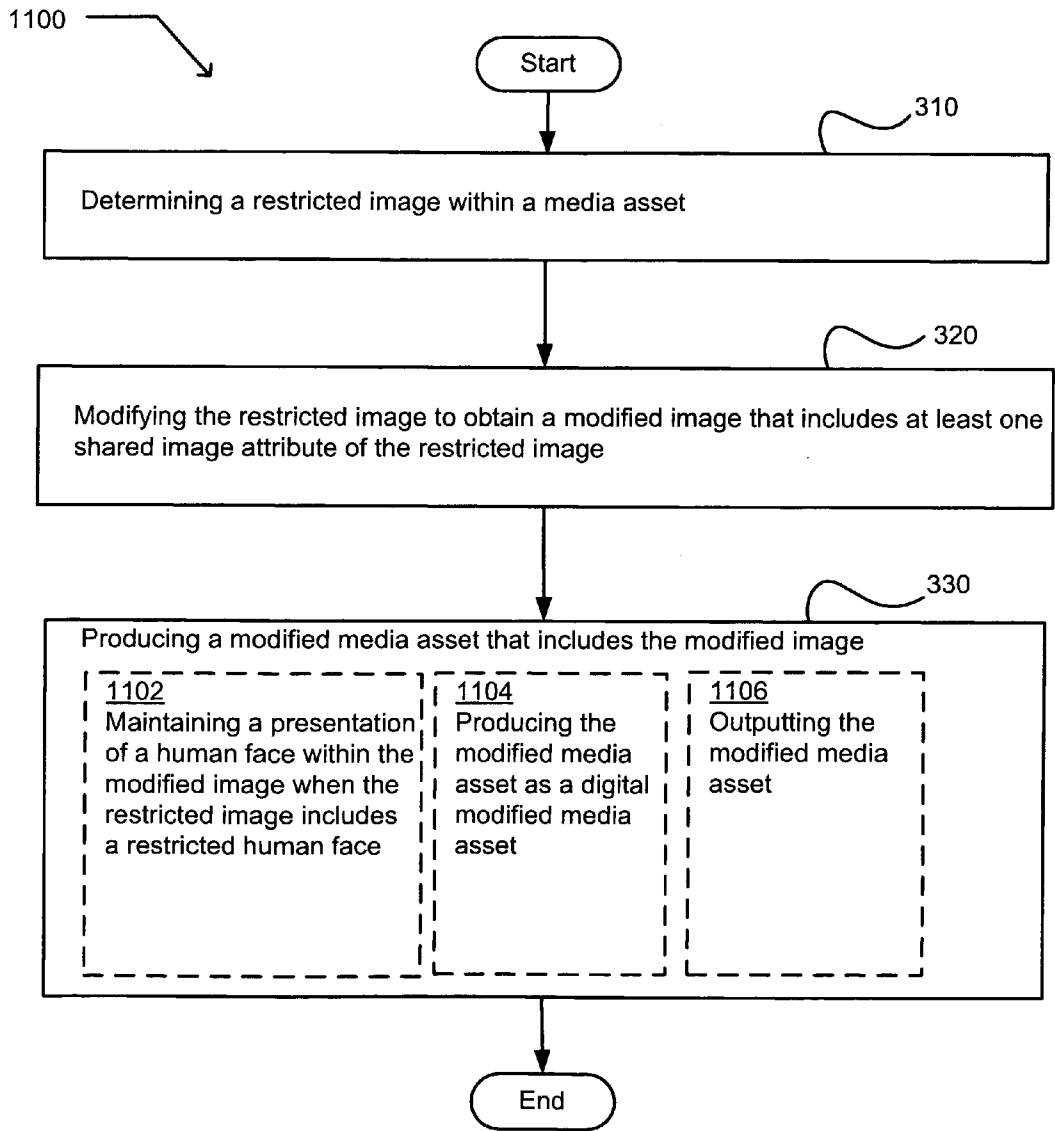 1100
Start
310
Determining a restricted image within a media asset
320
Modifying the restricted image to obtain a modified image that includes at least one
shared image attribute of the restricted image
330
Producing a modified media asset that includes the modified image
1102
Maintaining a presentation
of a human face within the
modified image when the
restricted image includes
a restricted human face
1104
Producing the
modified media
asset as a digital
modified media
asset
1106
Outputting the
modified media
asset
End